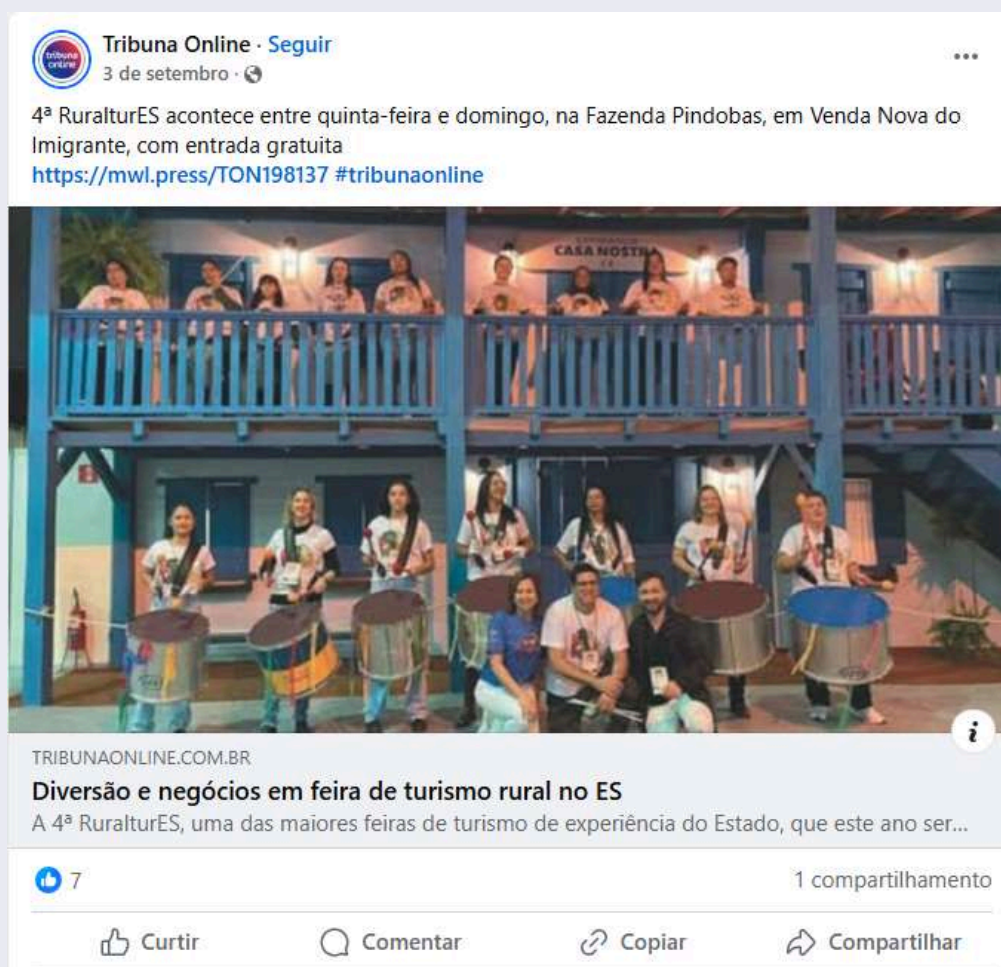 tribuna
online
Tribuna Online · Seguir
3 de setembro ·
4ª RuralturES acontece entre quinta-feira e domingo, na Fazenda Pindobas, em Venda Nova do
Imigrante, com entrada gratuita
https://mwl.press/TON198137 #tribunaonline
CASA NOSTRA
TRIBUNAONLINE.COM.BR
Diversão e negócios em feira de turismo rural no ES
A 4ª RuralturES, uma das maiores feiras de turismo de experiência do Estado, que este ano ser...
7
1 compartilhamento
Curtir
Comentar
Copiar
Compartilhar